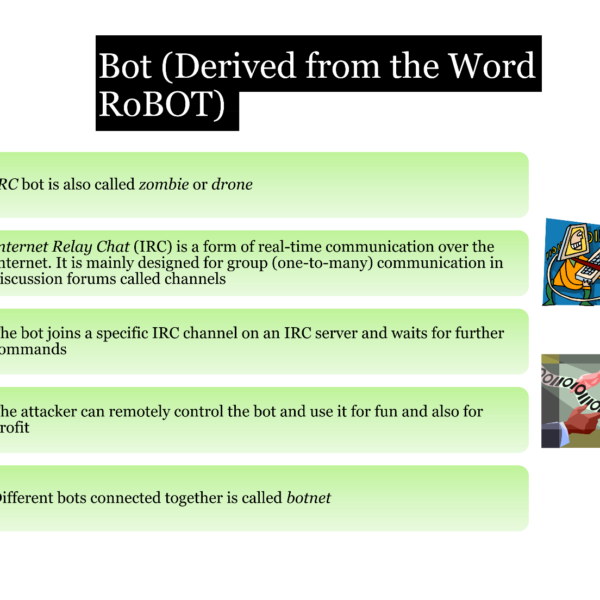 Bot (Derived from the Word
RoBOT)
RC bot is also called zombie or drone
nternet Relay Chat (IRC) is a form of real-time communication over the
nternet. It is mainly designed for group (one-to-many) communication in
iscussion forums called channels
he bot joins a specific IRC channel on an IRC server and waits for further
ommands
he attacker can remotely control the bot and use it for fun and also for
rofit
Different bots connected together is called botnet